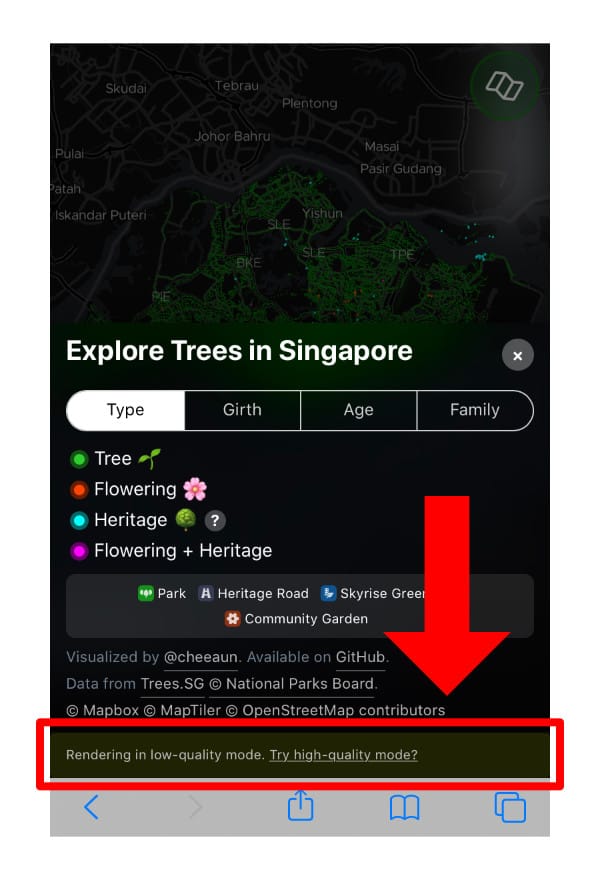 Skudai
Tebrau
Plentong
Johor Bahru
Masai
Pulai
Pasir Gudang
Patah
Iskandar Puteri
Yishun
SLE
SLE
TPE
BKE
PIE
Explore Trees in Singapore
Type Girth Age Family
Tree
Flowering
Heritage ?
Flowering + Heritage
Park Heritage Road Skyrise Gree
Community Garden
Visualized by @cheeaun. Available on GitHub.
Data from Trees.SG © National Parks Board.
© Mapbox © MapTiler © OpenStreetMap contributors
Rendering in low-quality mode. Try high-quality mode?